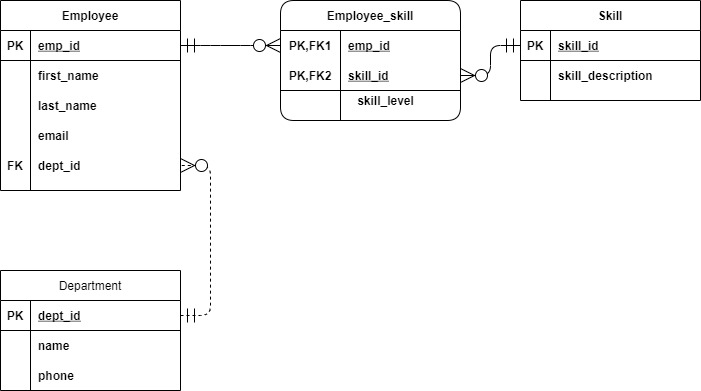 Employee
PK emp_id
first_name
last_name
email
FK dept_id
Employee_skill
PK,FK1 emp_id
PK,FK2 skill_id
skill_level
Skill
PK skill_id
skill_description
Department
PK dept_id
name
phone